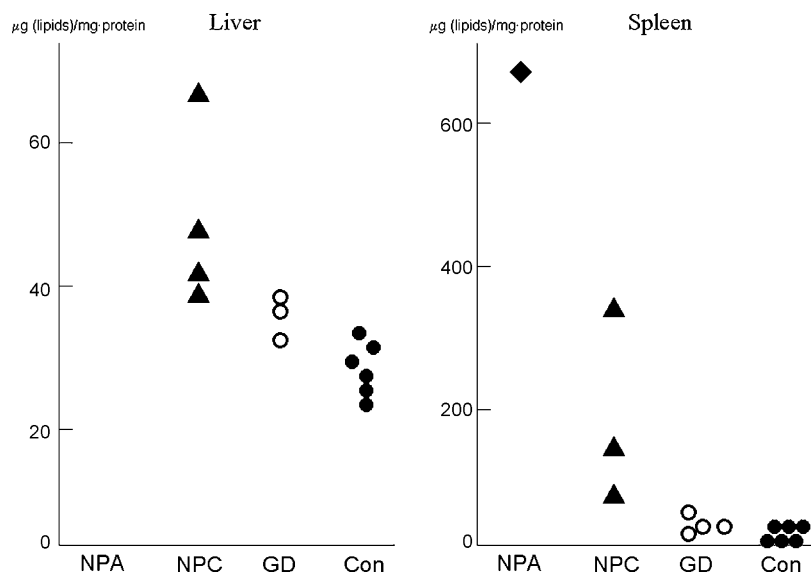 μg (lipids)/mg·protein
Liver
60
40
20
0
NPA
NPC
GD
Con
μg (lipids)/mg·protein
Spleen
600
400
200
0
NPA
NPC
GD
Con